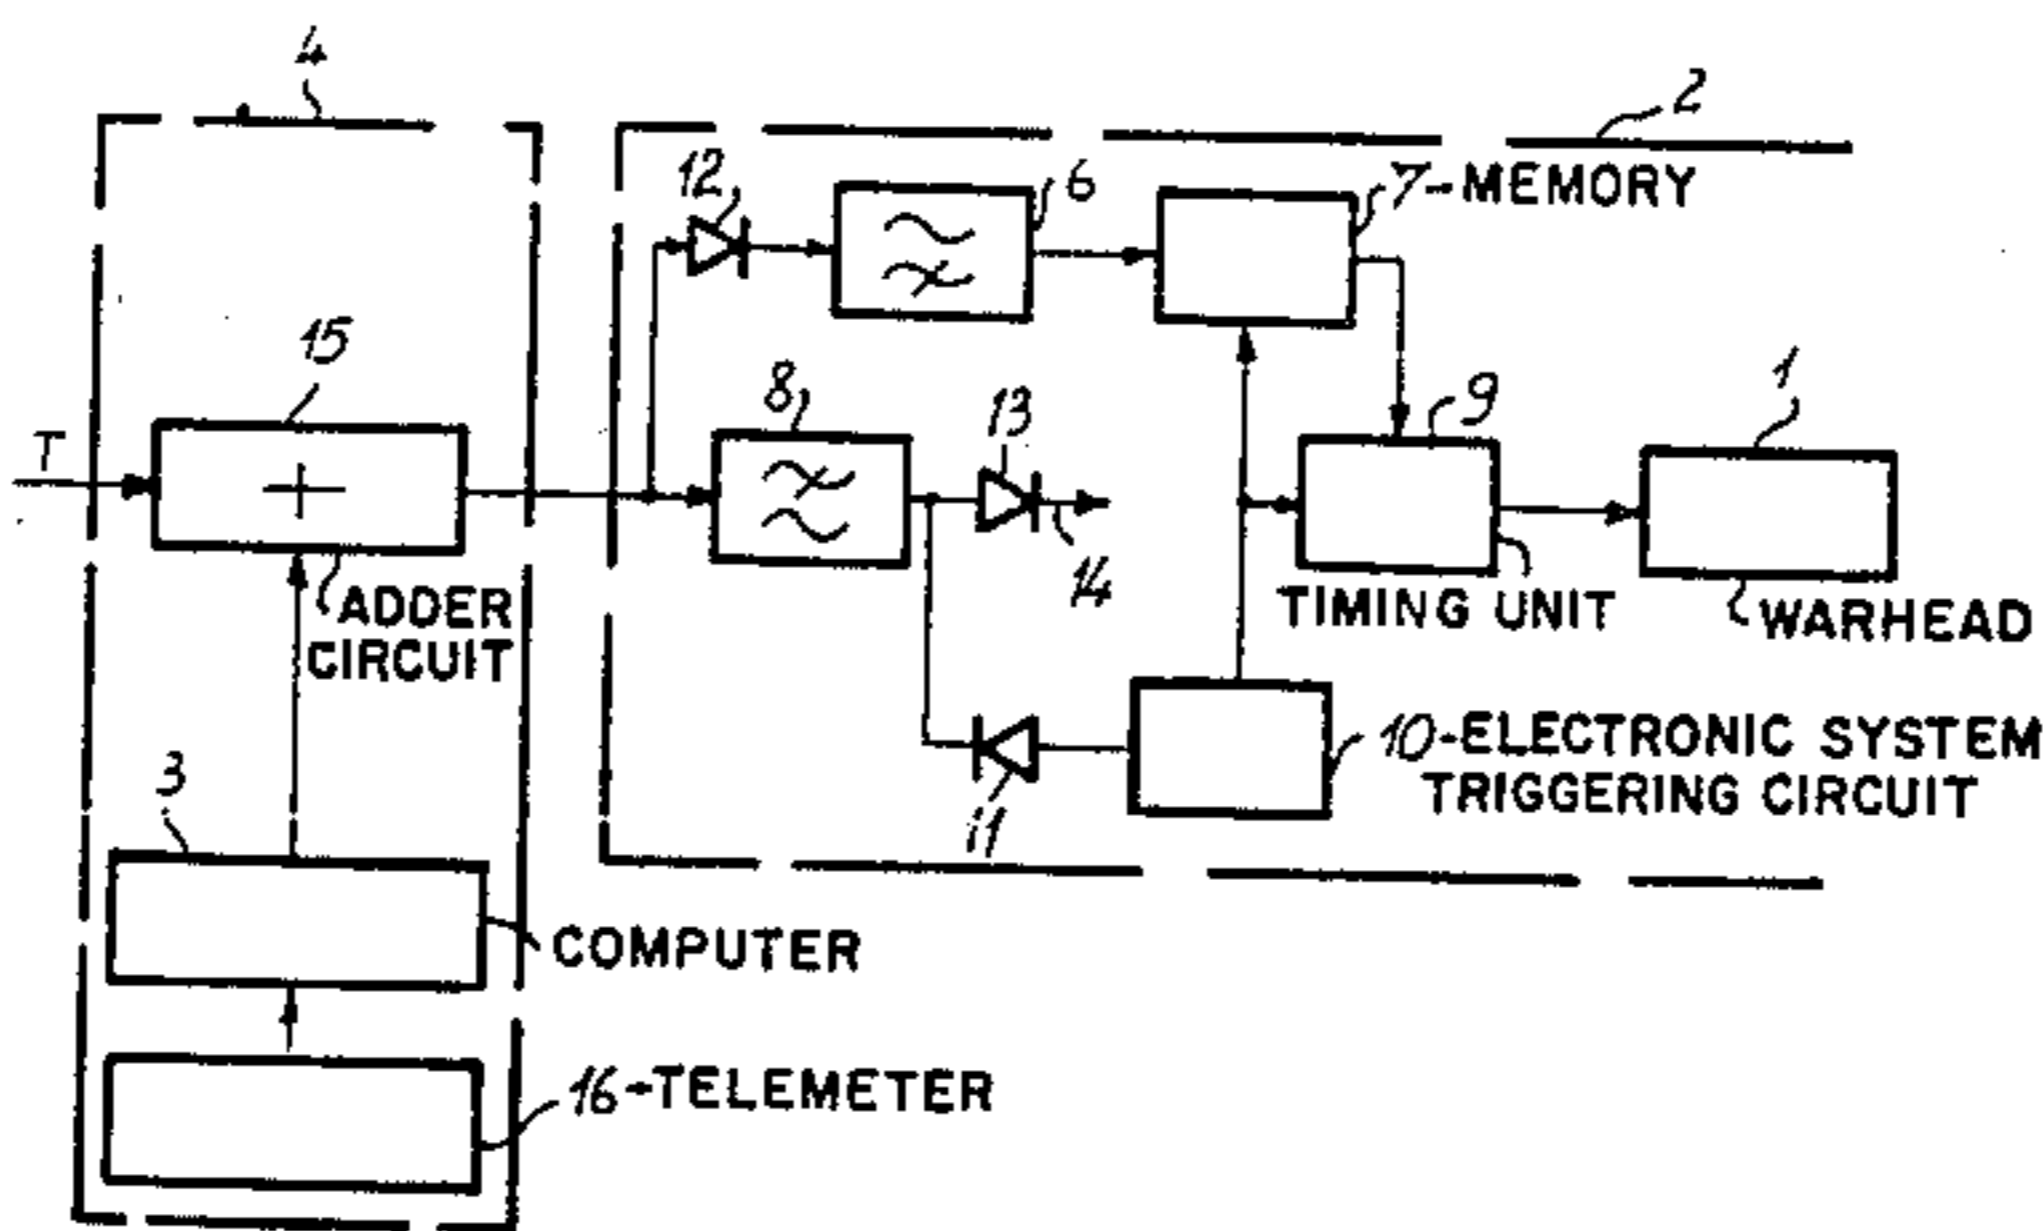 4
2
12
6
7-MEMORY
15
8
13
9
1
T
14
ADDER
CIRCUIT
TIMING UNIT
WARHEAD
3
11
10-ELECTRONIC SYSTEM
TRIGGERING CIRCUIT
COMPUTER
16-TELEMETER